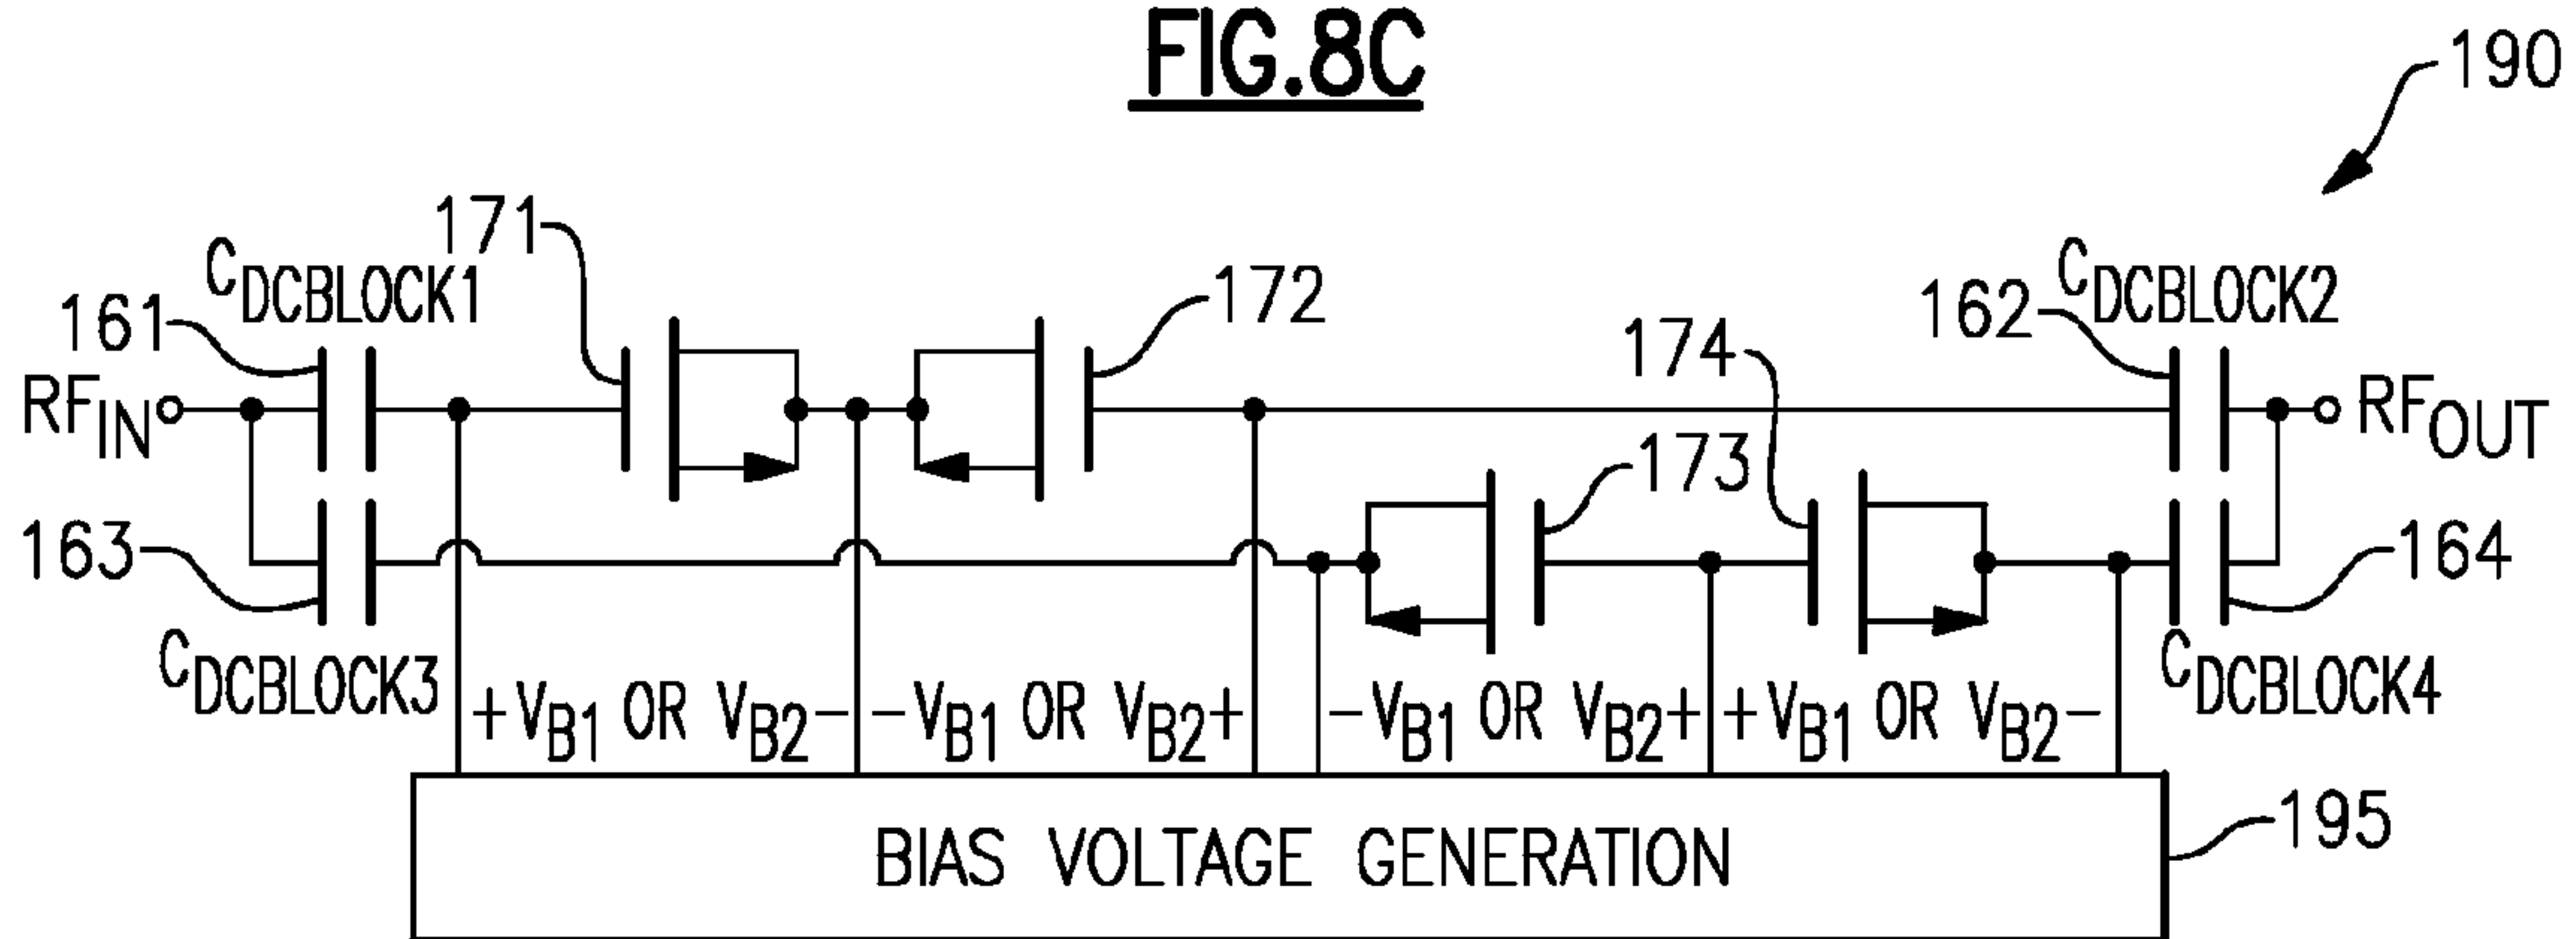 FIG.8C
190
171
CDCBLOCK1
161
172
162
CDCBLOCK2
174
RFIN
RFOUT
173
163
164
CDCBLOCK3
CDCBLOCK4
+VB1 OR VB2- -VB1 OR VB2+ -VB1 OR VB2+ +VB1 OR VB2-
BIAS VOLTAGE GENERATION
195